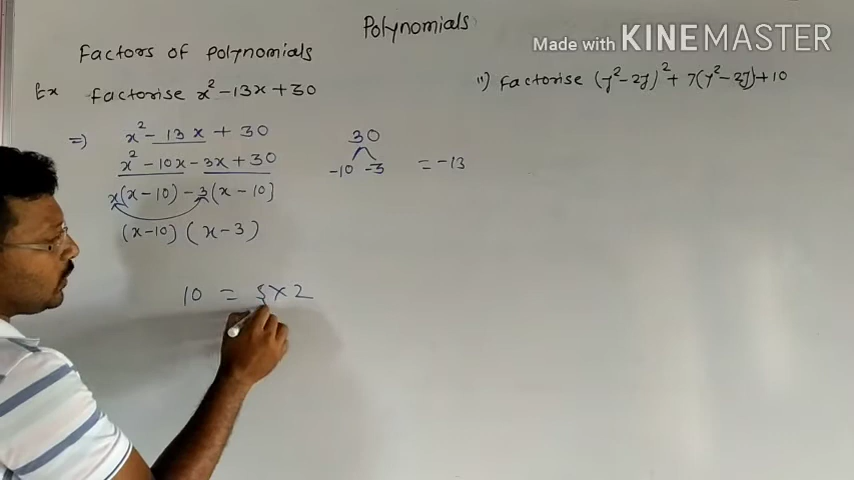 Polynomials
Made with KINEMASTER
Factors of Polynomials
Ex factorise x² - 13x + 30
=) x² - 13x + 30
x² - 10x - 3x + 30
x(x - 10) - 3(x - 10]
(x - 10) (x - 3)
30
-10 -3 = -13
10 = 5 × 2
") factorise (y² - 2y)² + 7(y² - 2y) + 10